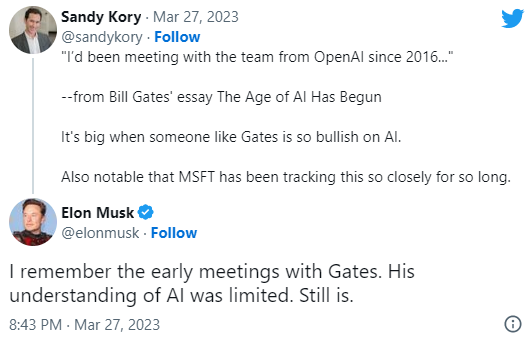 Sandy Kory · Mar 27, 2023
@sandykory · Follow
"I'd been meeting with the team from OpenAI since 2016..."
--from Bill Gates' essay The Age of AI Has Begun
It's big when someone like Gates is so bullish on AI.
Also notable that MSFT has been tracking this so closely for so long.
Elon Musk
@elonmusk · Follow
I remember the early meetings with Gates. His
understanding of AI was limited. Still is.
8:43 PM · Mar 27, 2023